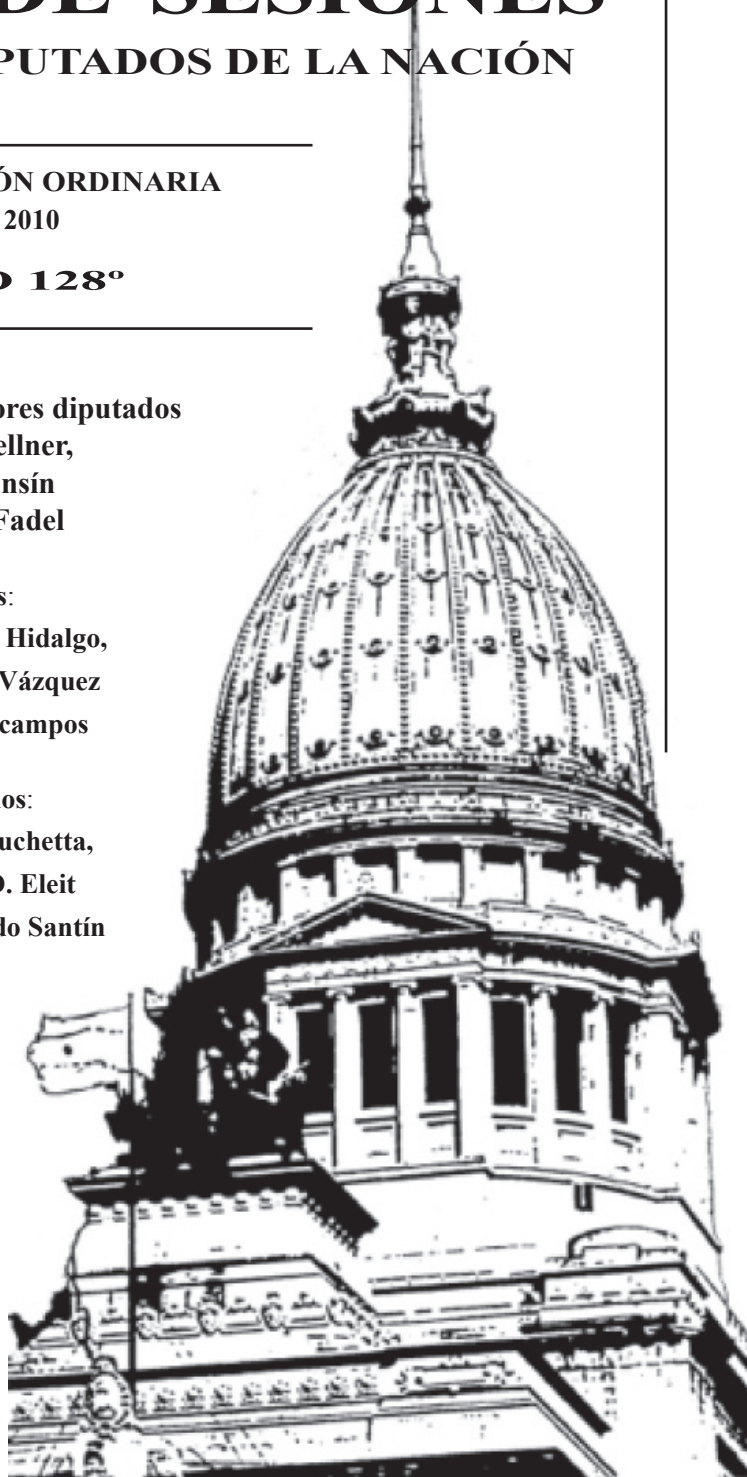 DE SESIONES
PUTADOS DE LA NACIÓN
ÓN ORDINARIA
2010
O 128º
ores diputados
ellner,
nsín
Fadel
s:
Hidalgo,
Vázquez
campos
ios:
uchetta,
D. Eleit
do Santín